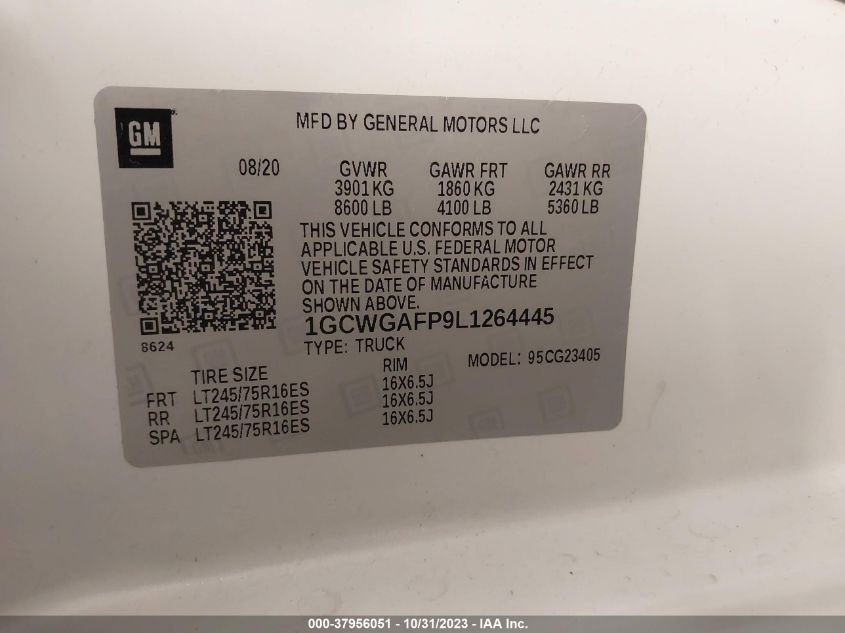 GM
MFD BY GENERAL MOTORS LLC
08/20 GVWR GAWR FRT GAWR RR
3901 KG 1860 KG 2431 KG
8600 LB 4100 LB 5360 LB
THIS VEHICLE CONFORMS TO ALL
APPLICABLE U.S. FEDERAL MOTOR
VEHICLE SAFETY STANDARDS IN EFFECT
ON THE DATE OF MANUFACTURE
SHOWN ABOVE
1GCWGAFP9L1264445
8624
TYPE: TRUCK MODEL: 95CG23405
TIRE SIZE RIM
FRT LT245/75R16ES 16X6.5J
RR LT245/75R16ES 16X6.5J
SPA LT245/75R16ES 16X6.5J
000-37956051 - 10/31/2023 - IAA Inc.